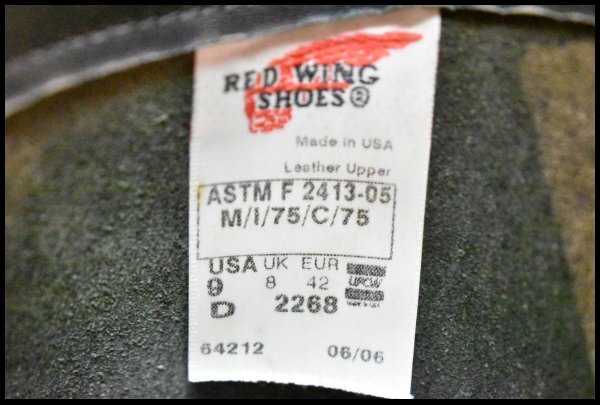 RED WING
SHOES®
Made in USA
Leather Upper
ASTM F 2413-05
M/I/75/C/75
USA UK EUR
9 8 42
UFCW
D 2268
64212 06/06